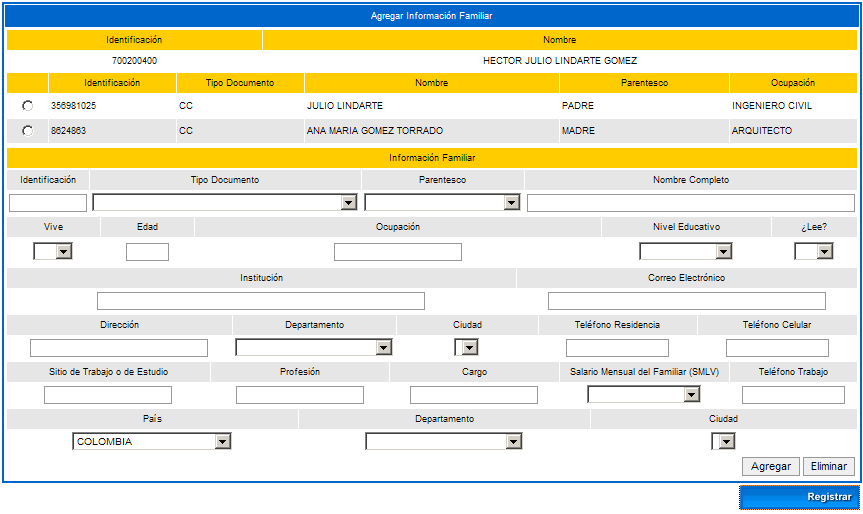 Agregar Información Familiar
Identificación Nombre
700200400 HECTOR JULIO LINDARTE GOMEZ
Identificación Tipo Documento Nombre Parentesco Ocupación
356981025 CC JULIO LINDARTE PADRE INGENIERO CIVIL
8624863 CC ANA MARIA GOMEZ TORRADO MADRE ARQUITECTO
Información Familiar
Identificación Tipo Documento Parentesco Nombre Completo
Vive Edad Ocupación Nivel Educativo ¿Lee?
Institución Correo Electrónico
Dirección Departamento Ciudad Teléfono Residencia Teléfono Celular
Sitio de Trabajo o de Estudio Profesión Cargo Salario Mensual del Familiar (SMLV) Teléfono Trabajo
País Departamento Ciudad
COLOMBIA
Agregar Eliminar
Registrar